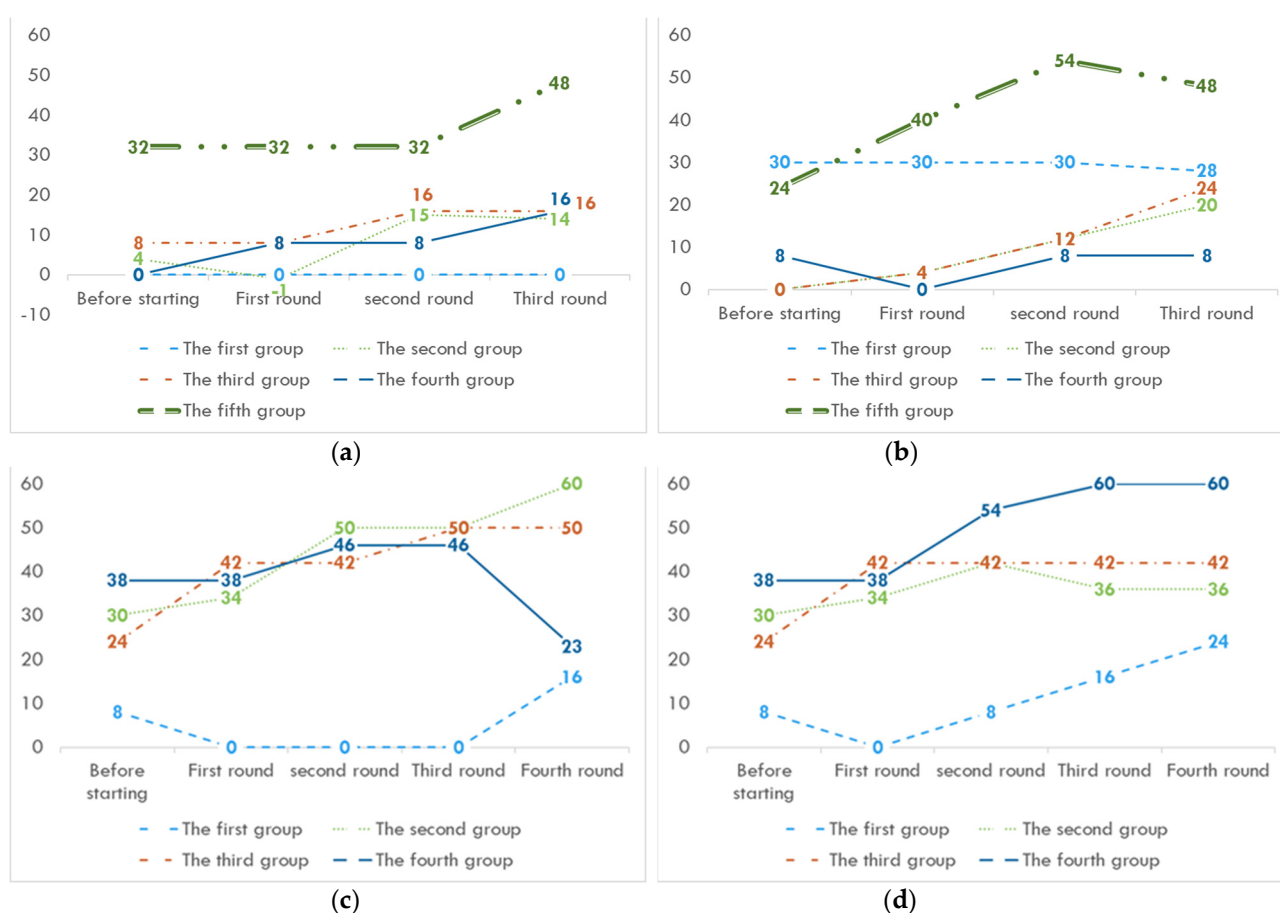 60
50
40
30
20
10
0
-10
32 32 32 48
8 16 16 16
4 15 14
0 8 8
-1
0 0
Before starting First round second round Third round
The first group The second group
The third group The fourth group
The fifth group
(a)
60
50
40
30
20
10
0
54
48
40
30 30 30 28
24 24
20
12
8 4 8 8
0 0
Before starting First round second round Third round
The first group The second group
The third group The fourth group
The fifth group
(b)
60
50
40
30
20
10
0
60
50 50 50
42 46 42 46
38 38
30 34
24 23
16
8
0 0 0
Before starting First round second round Third round Fourth round
The first group The second group
The third group The fourth group
(c)
60
50
40
30
20
10
0
60 60
54
42 42 42 42
38 38
36 36
30 34
24 24
16
8 8
0
Before starting First round second round Third round Fourth round
The first group The second group
The third group The fourth group
(d)